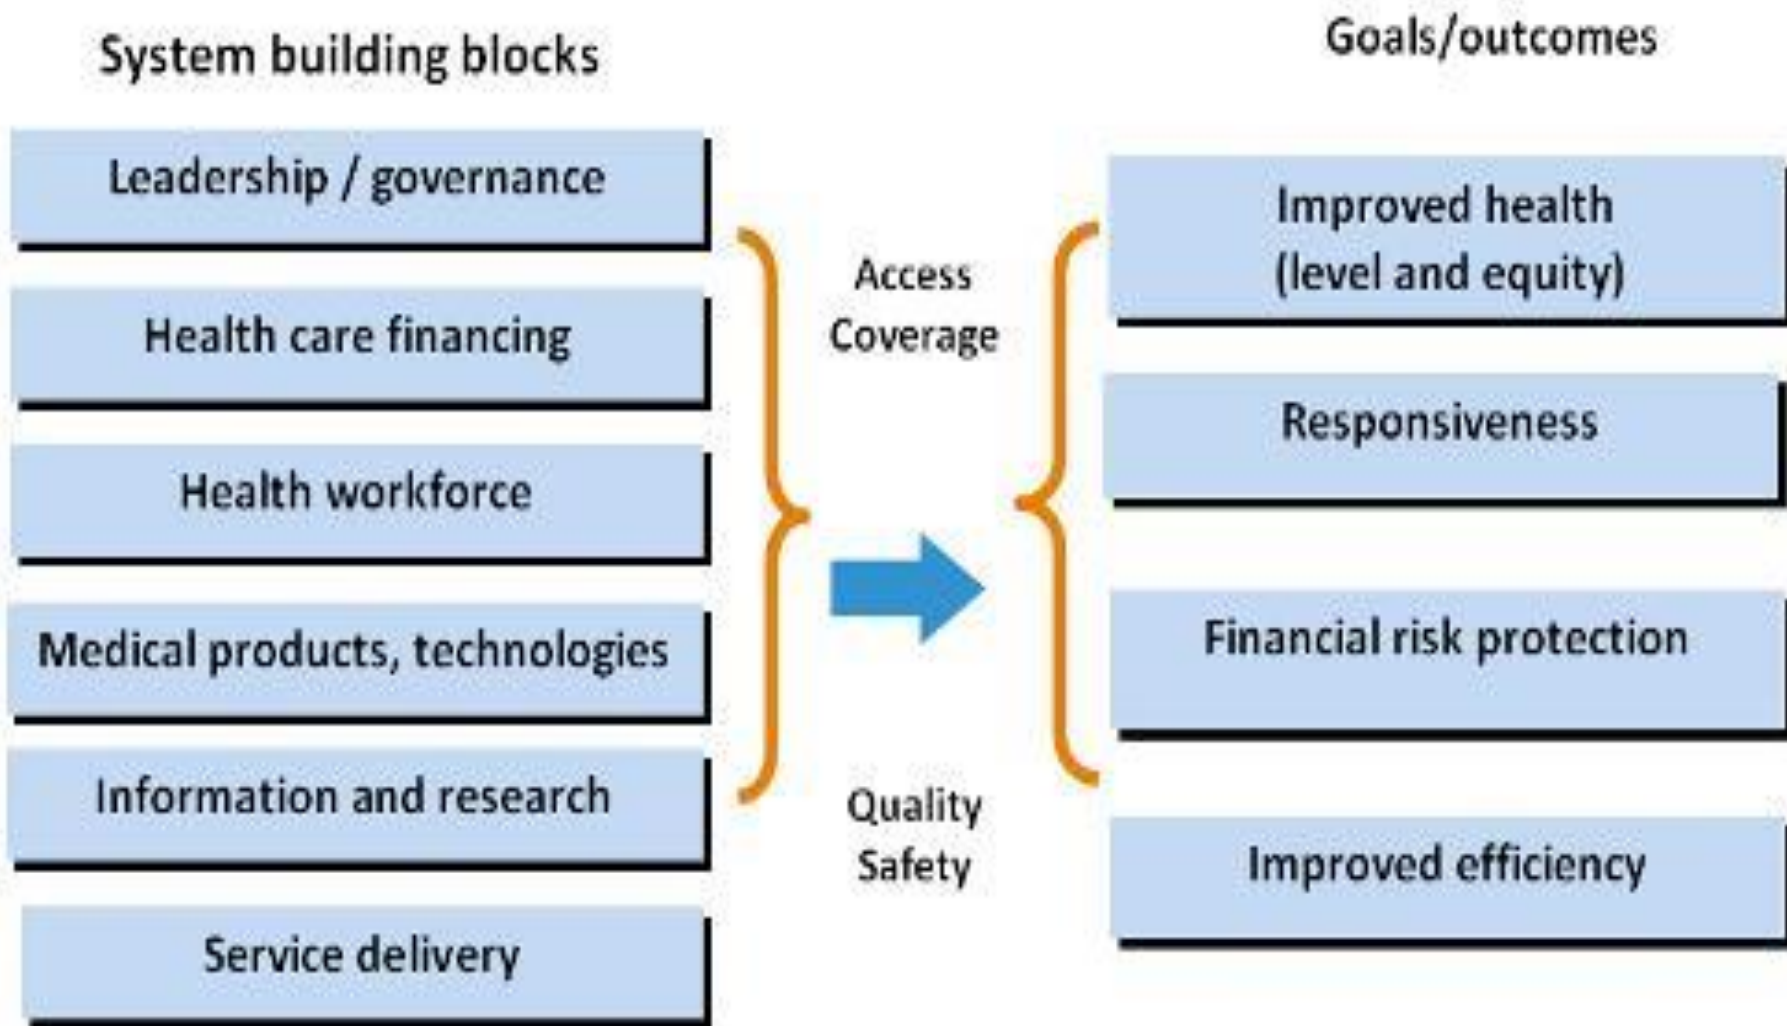 System building blocks
Leadership / governance
Health care financing
Health workforce
Medical products, technologies
Information and research
Service delivery
Access
Coverage
Quality
Safety
Goals/outcomes
Improved health
(level and equity)
Responsiveness
Financial risk protection
Improved efficiency